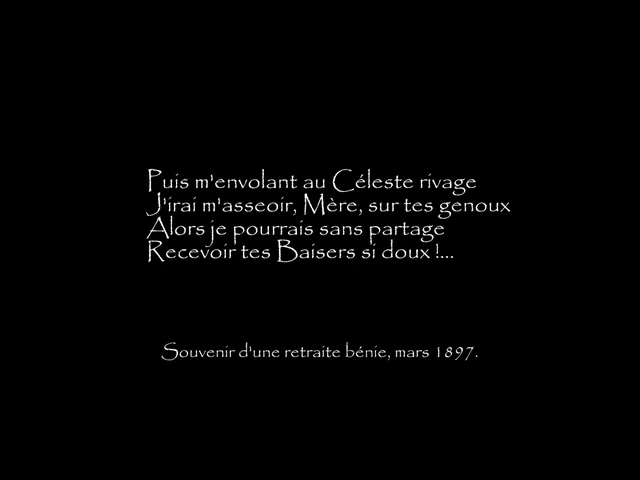 Puis m'envolant au Céleste rivage
J'irai m'asseoir, Mère, sur tes genoux
Alors je pourrais sans partage
Recevoir tes Baisers si doux !...
Souvenir d'une retraite bénie, mars 1897.